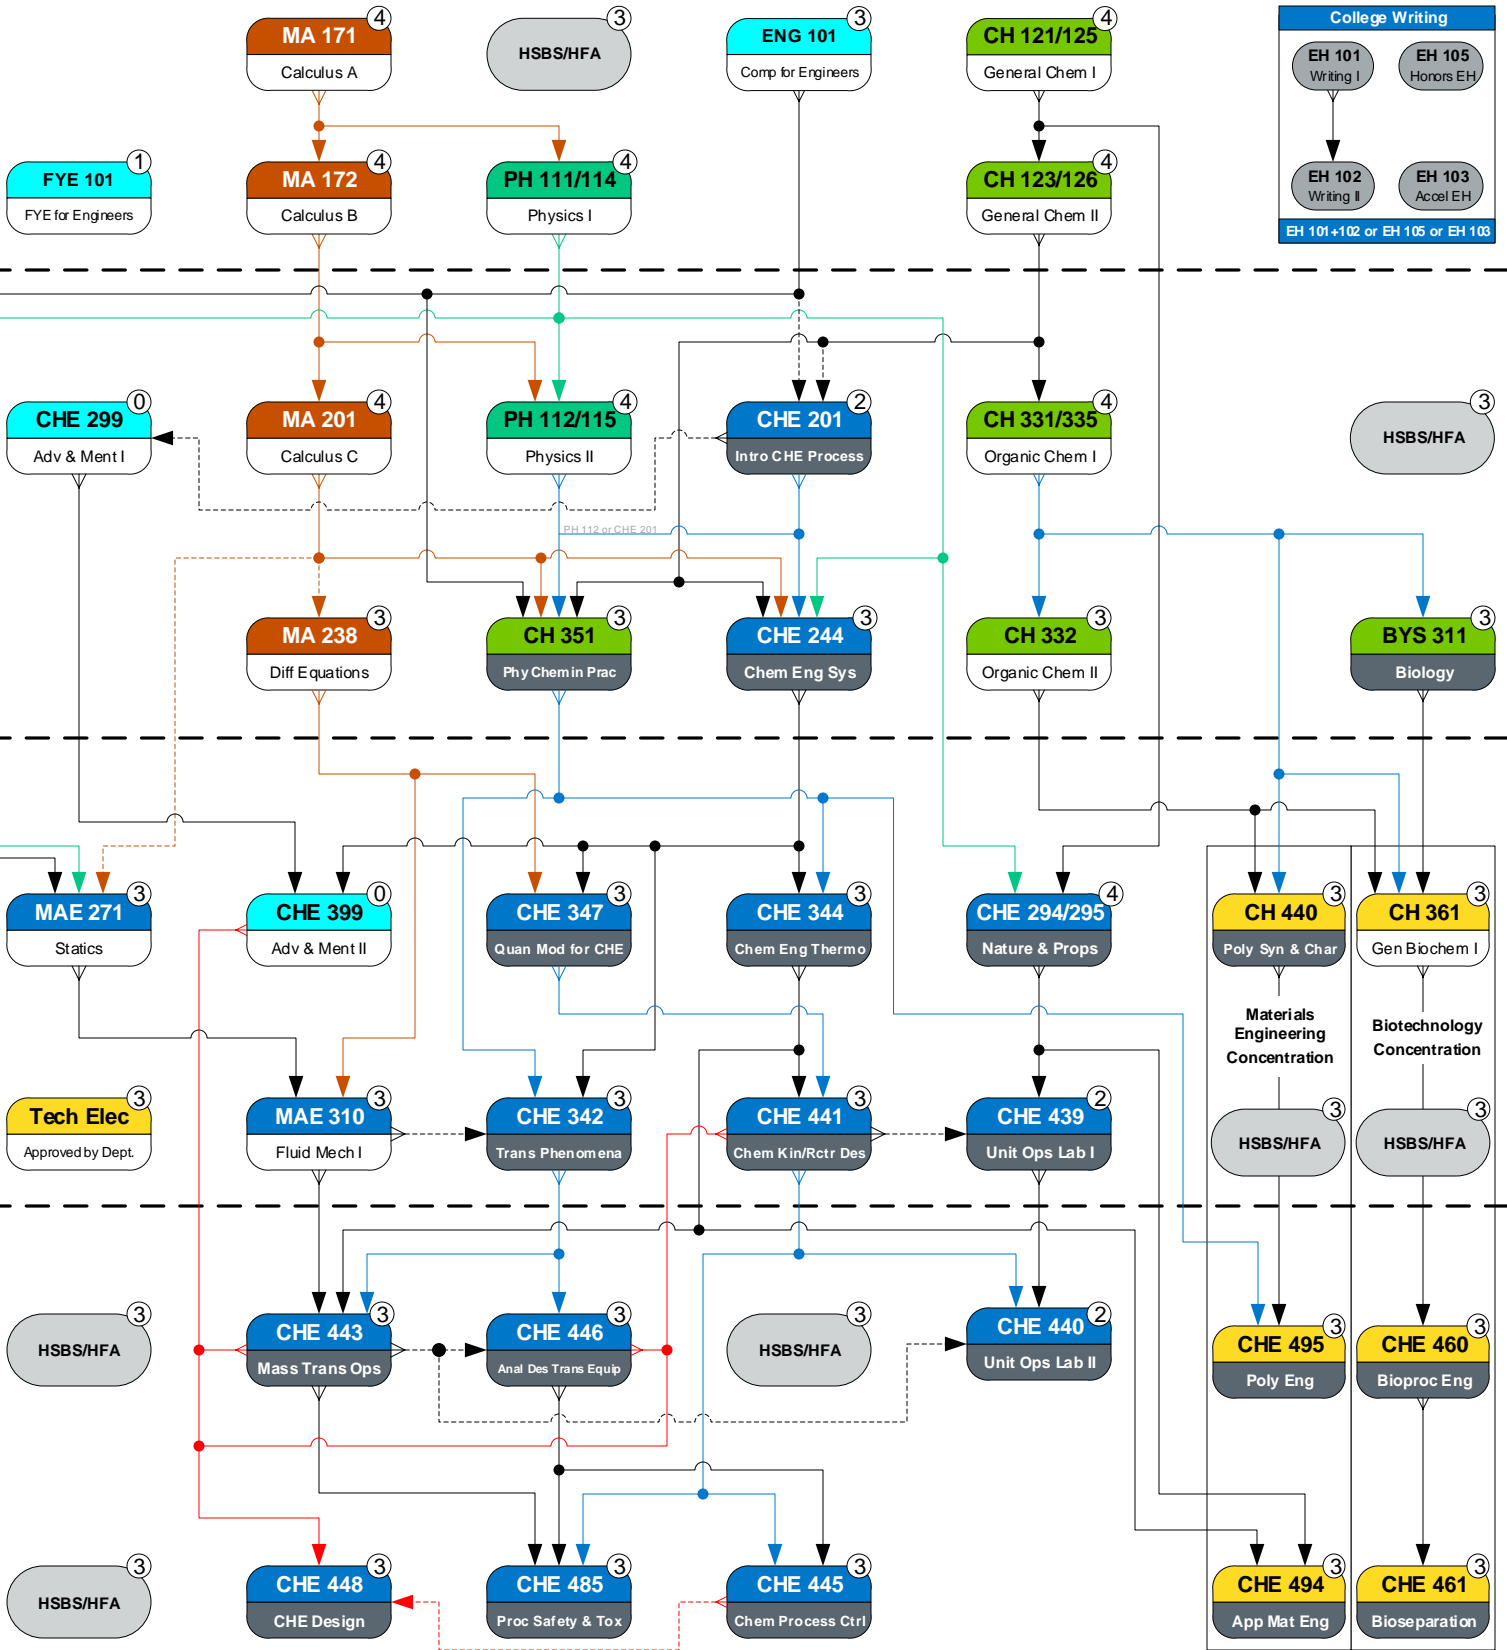 4
MA 171
Calculus A
3
HSBS/HFA
3
ENG 101
Comp for Engineers
4
CH 121/125
General Chem I
College Writing
EH 101
Writing I
EH 105
Honors EH
EH 102
Writing II
EH 103
Accel EH
EH 101+102 or EH 105 or EH 103
1
FYE 101
FYE for Engineers
4
MA 172
Calculus B
4
PH 111/114
Physics I
4
CH 123/126
General Chem II
0
CHE 299
Adv & Ment I
4
MA 201
Calculus C
4
PH 112/115
Physics II
2
CHE 201
Intro CHE Process
4
CH 331/335
Organic Chem I
3
HSBS/HFA
PH 112 or CHE 201
3
MA 238
Diff Equations
3
CH 351
Phy Chem in Prac
3
CHE 244
Chem Eng Sys
3
CH 332
Organic Chem II
3
BYS 311
Biology
3
MAE 271
Statics
0
CHE 399
Adv & Ment II
3
CHE 347
Quan Mod for CHE
3
CHE 344
Chem Eng Thermo
4
CHE 294/295
Nature & Props
3
CH 440
Poly Syn & Char
3
CH 361
Gen Biochem I
Materials
Engineering
Concentration
Biotechnology
Concentration
3
Tech Elec
Approved by Dept.
3
MAE 310
Fluid Mech I
3
CHE 342
Trans Phenomena
3
CHE 441
Chem Kin/Rctr Des
2
CHE 439
Unit Ops Lab I
3
HSBS/HFA
3
HSBS/HFA
3
HSBS/HFA
3
CHE 443
Mass Trans Ops
3
CHE 446
Anal Des Trans Equip
3
HSBS/HFA
2
CHE 440
Unit Ops Lab II
3
CHE 495
Poly Eng
3
CHE 460
Bioproc Eng
3
HSBS/HFA
3
CHE 448
CHE Design
3
CHE 485
Proc Safety & Tox
3
CHE 445
Chem Process Ctrl
3
CHE 494
App Mat Eng
3
CHE 461
Bioseparation